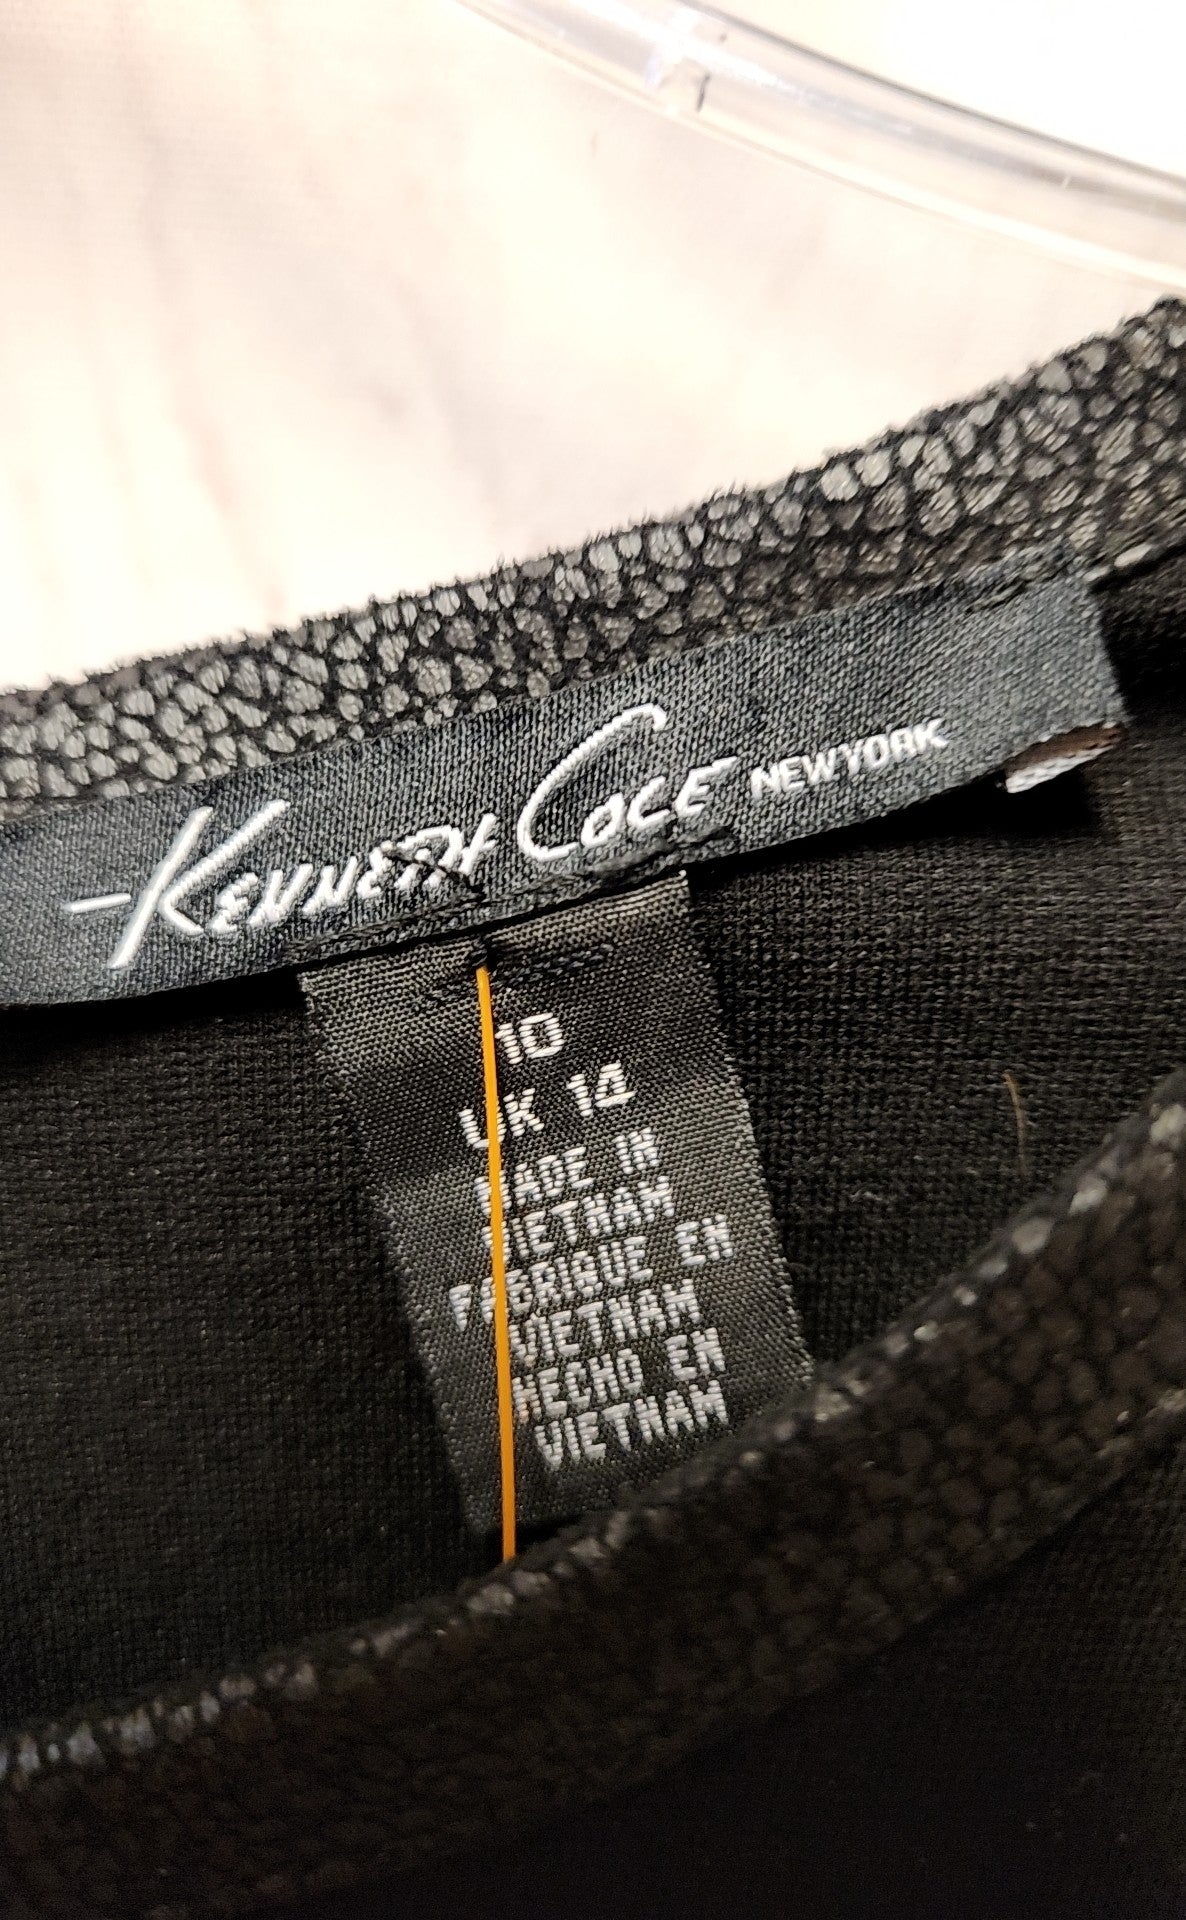 KENNETH COLE NEW YORK
10
UK 14
MADE IN
VIETNAM
FABRIQUE EN
VIETNAM
HECHO EN
VIETNAM